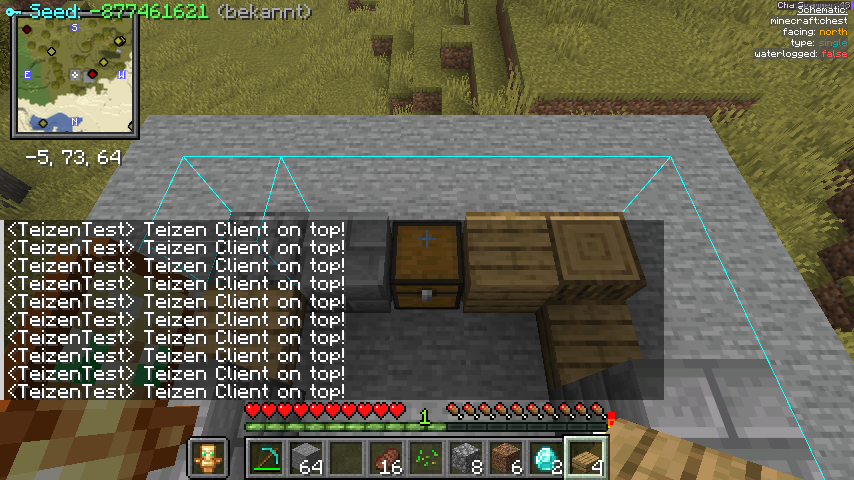 Seed: -877461621 (bekannt)
Schematic:
minecraft:chest
facing: north
type: single
waterlogged: false
S
E
W
N
-5, 73, 64
<TeizenTest> Teizen Client on top!
<TeizenTest> Teizen Client on top!
<TeizenTest> Teizen Client on top!
<TeizenTest> Teizen Client on top!
<TeizenTest> Teizen Client on top!
<TeizenTest> Teizen Client on top!
<TeizenTest> Teizen Client on top!
<TeizenTest> Teizen Client on top!
<TeizenTest> Teizen Client on top!
<TeizenTest> Teizen Client on top!
1
64
16
8
6
2
4